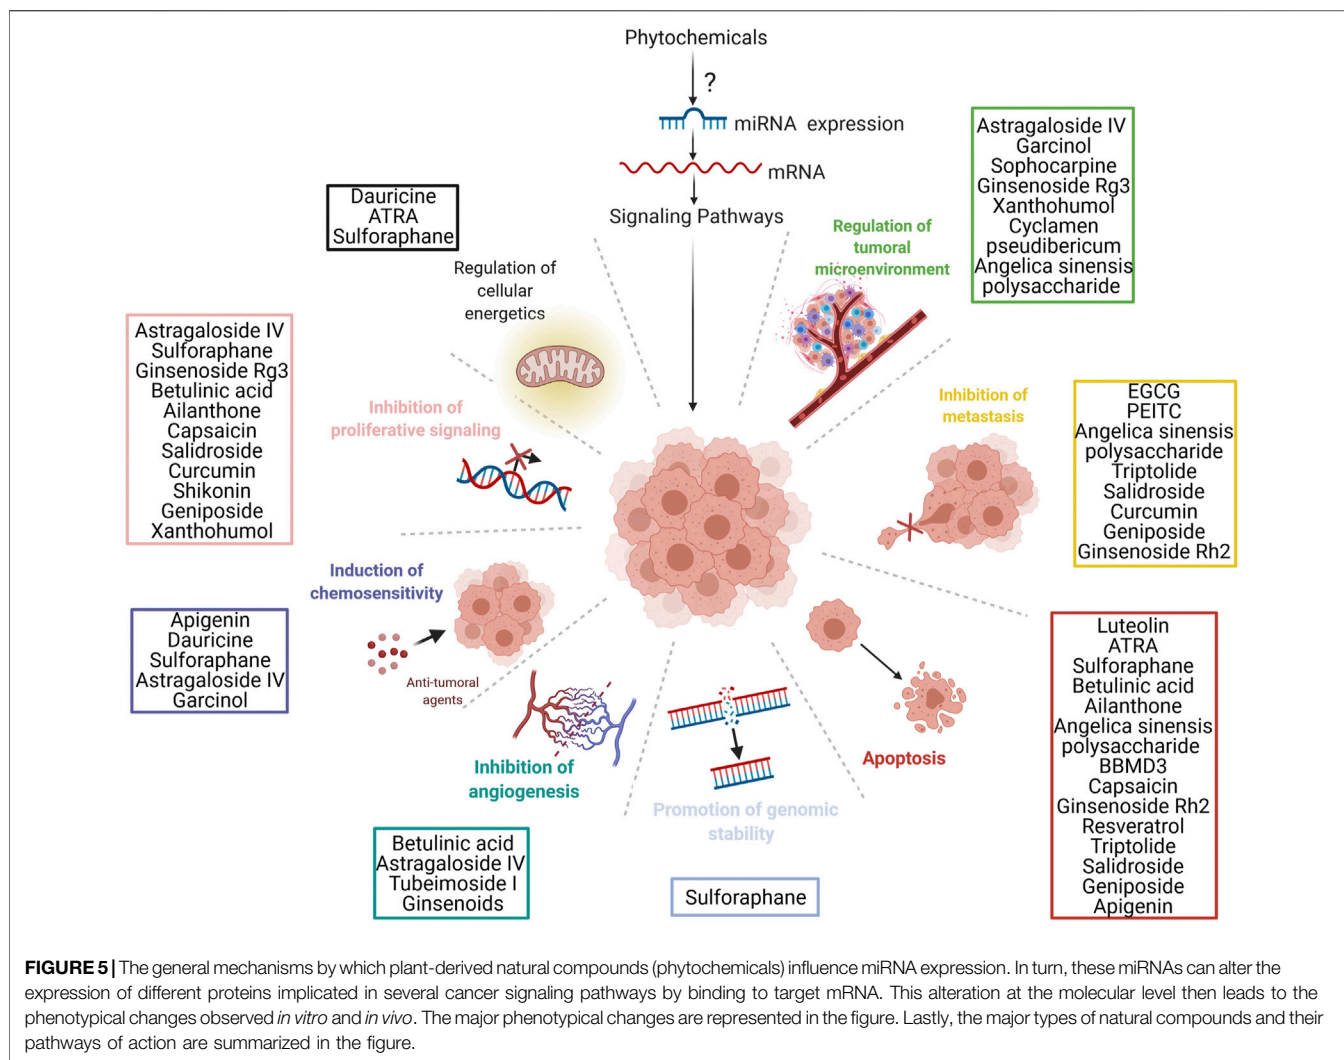 Phytochemicals
?
miRNA expression
mRNA
Signaling Pathways
Dauricine
ATRA
Sulforaphane
Regulation of
cellular
energetics
Regulation of
tumoral
microenvironment
Astragaloside IV
Garcinol
Sophocarpine
Ginsenoside Rg3
Xanthohumol
Cyclamen
pseudibericum
Angelica sinensis
polysaccharide
Astragaloside IV
Sulforaphane
Ginsenoside Rg3
Betulinic acid
Ailanthone
Capsaicin
Salidroside
Curcumin
Shikonin
Geniposide
Xanthohumol
Inhibition of
proliferative signaling
Inhibition of
metastasis
EGCG
PEITC
Angelica sinensis
polysaccharide
Triptolide
Salidroside
Curcumin
Geniposide
Ginsenoside Rh2
Induction of
chemosensitivity
Anti-tumoral
agents
Apigenin
Dauricine
Sulforaphane
Astragaloside IV
Garcinol
Inhibition of
angiogenesis
Betulinic acid
Astragaloside IV
Tubeimoside I
Ginsenoids
Promotion of genomic
stability
Sulforaphane
Apoptosis
Luteolin
ATRA
Sulforaphane
Betulinic acid
Ailanthone
Angelica sinensis
polysaccharide
BBMD3
Capsaicin
Ginsenoside Rh2
Resveratrol
Triptolide
Salidroside
Geniposide
Apigenin
FIGURE 5 | The general mechanisms by which plant-derived natural compounds (phytochemicals) influence miRNA expression. In turn, these miRNAs can alter the
expression of different proteins implicated in several cancer signaling pathways by binding to target mRNA. This alteration at the molecular level then leads to the
phenotypical changes observed in vitro and in vivo. The major phenotypical changes are represented in the figure. Lastly, the major types of natural compounds and their
pathways of action are summarized in the figure.